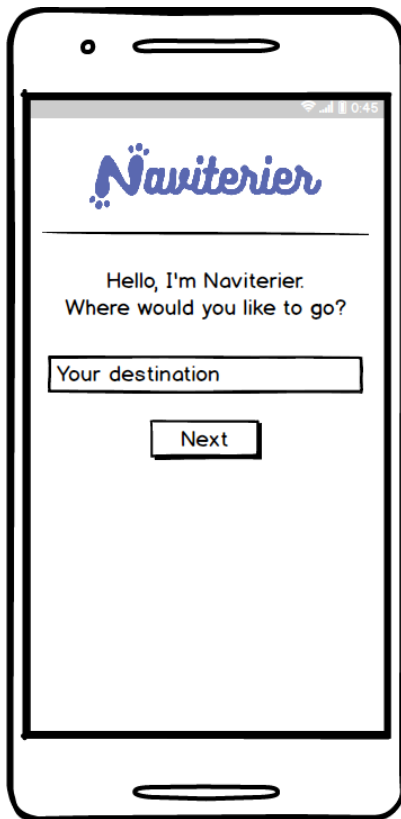 0:45
Naviterier
Hello, I'm Naviterier.
Where would you like to go?
Your destination
Next